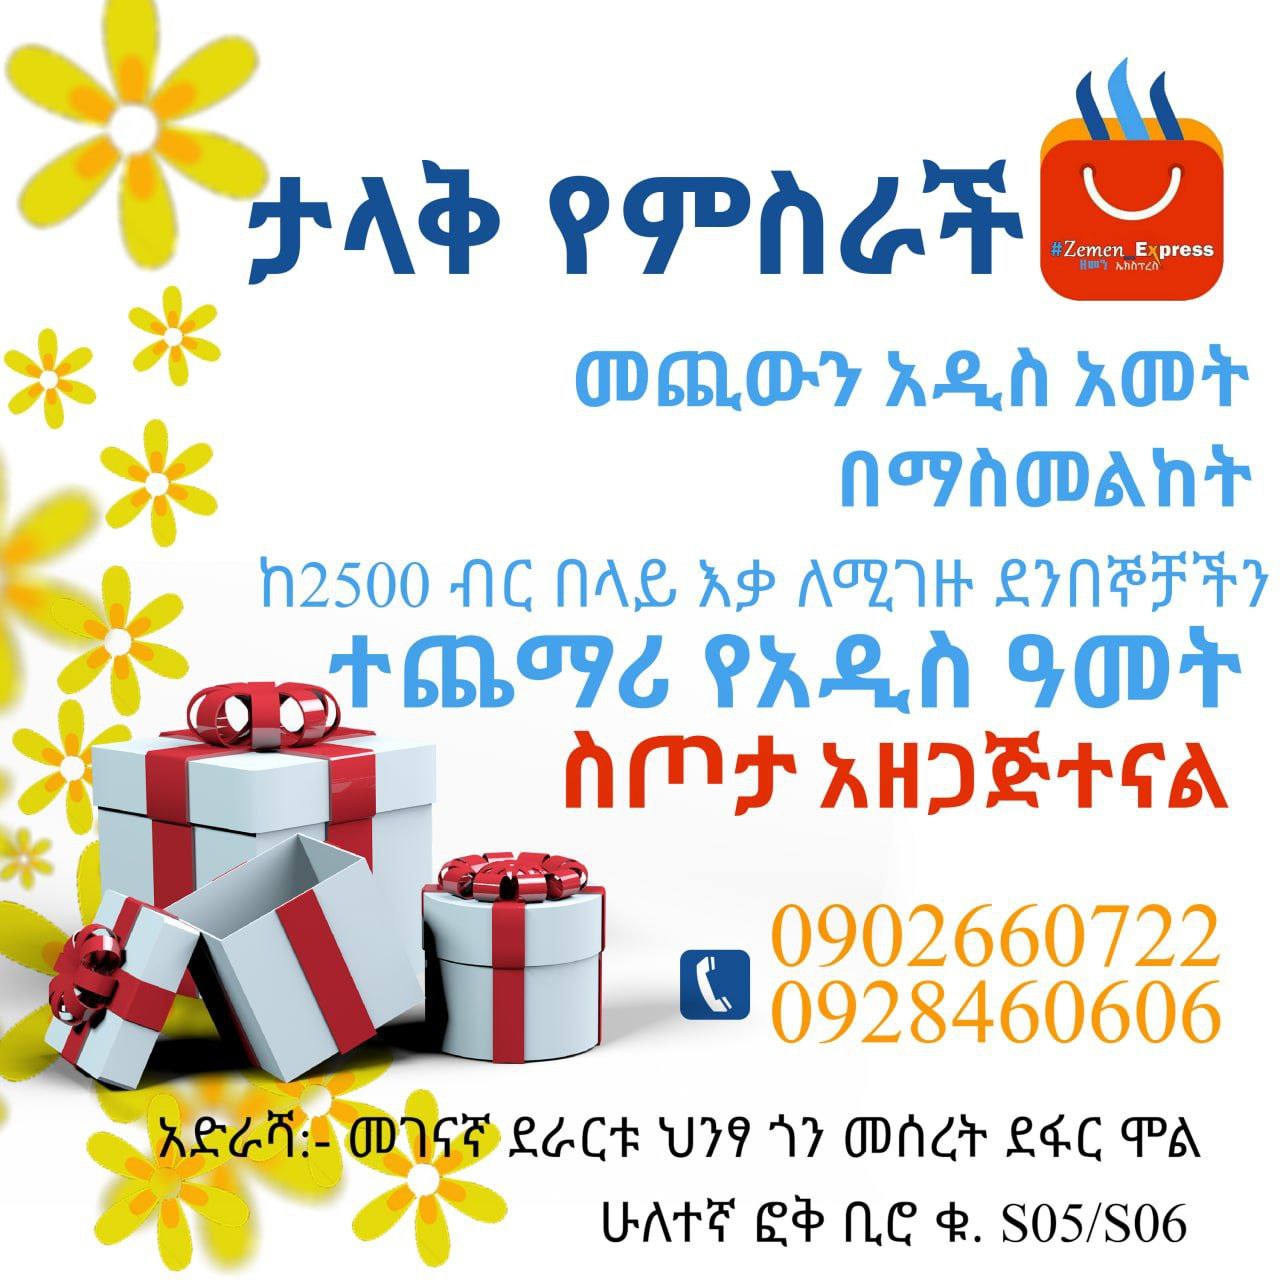 ታላቅ የምስራች
#Zemen_Express
ዘመን ኤክስፕረስ
መጪውን አዲስ አመት
በማስመልከት
ከ2500 ብር በላይ እቃ ለሚገዙ ደንበኞቻችን
ተጨማሪ የአዲስ ዓመት
ስጦታ አዘጋጅተናል
0902660722
0928460606
አድራሻ:- መገናኛ ደራርቱ ህንፃ ጎን መሰረት ደፋር ሞል
ሁለተኛ ፎቅ ቢሮ ቁ. S05/S06